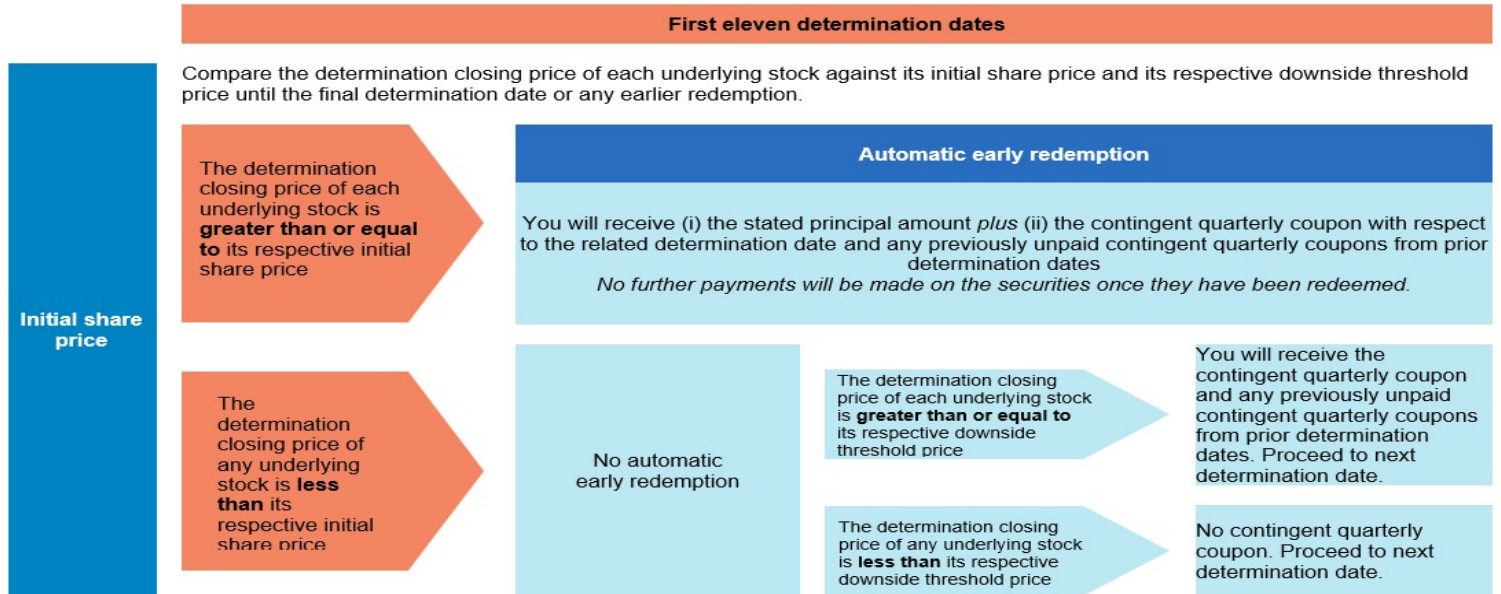 First eleven determination dates
Compare the determination closing price of each underlying stock against its initial share price and its respective downside threshold
price until the final determination date or any earlier redemption.
Initial share
price
The determination
closing price of each
underlying stock is
greater than or equal
to its respective initial
share price
Automatic early redemption
You will receive (i) the stated principal amount plus (ii) the contingent quarterly coupon with respect
to the related determination date and any previously unpaid contingent quarterly coupons from prior
determination dates
No further payments will be made on the securities once they have been redeemed.
The
determination
closing price of
any underlying
stock is less
than its
respective initial
share price
No automatic
early redemption
The determination closing
price of each underlying stock
is greater than or equal to
its respective downside
threshold price
You will receive the
contingent quarterly coupon
and any previously unpaid
contingent quarterly coupons
from prior determination
dates. Proceed to next
determination date.
The determination closing
price of any underlying stock
is less than its respective
downside threshold price
No contingent quarterly
coupon. Proceed to next
determination date.